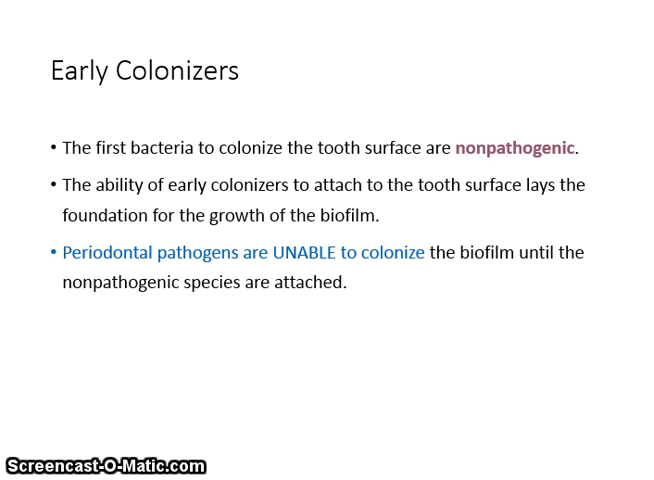 Early Colonizers
• The first bacteria to colonize the tooth surface are nonpathogenic.
• The ability of early colonizers to attach to the tooth surface lays the
foundation for the growth of the biofilm.
• Periodontal pathogens are UNABLE to colonize the biofilm until the
nonpathogenic species are attached.
Screencast-O-Matic.com